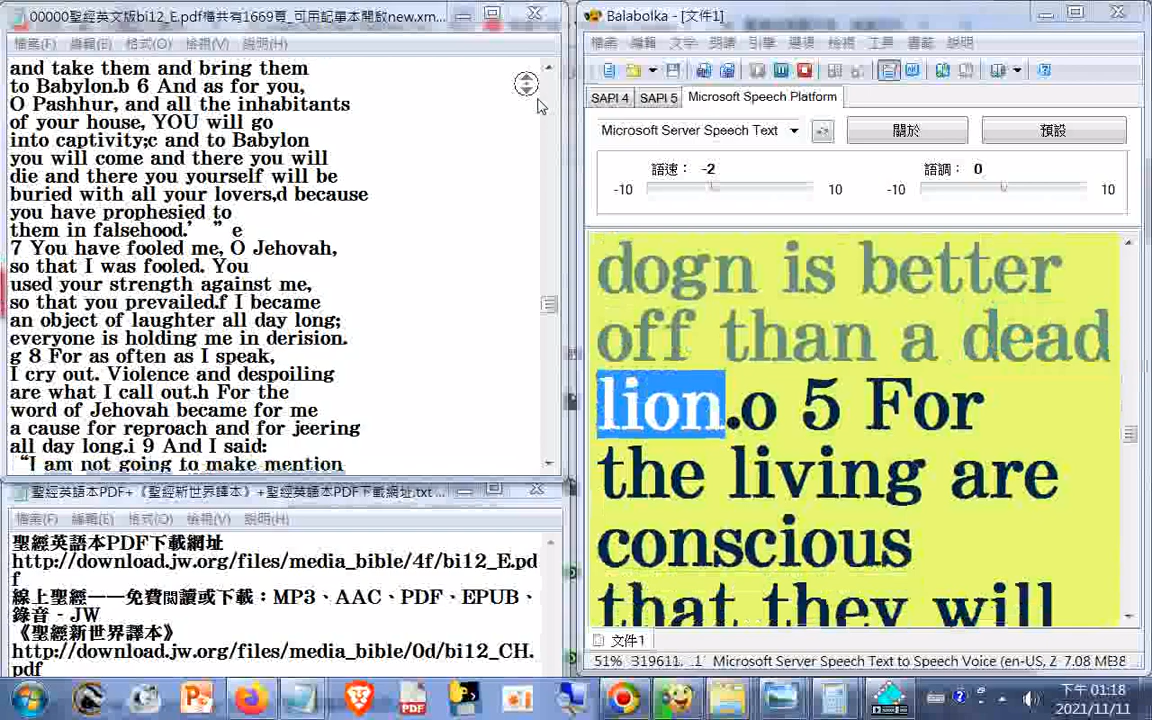 00000聖經英文版bi12_E.pdf檔共有1669頁_可用記事本開啟new.xm...
檔案(F) 編輯(E) 格式(O) 檢視(V) 說明(H)
and take them and bring them
to Babylon.b 6 And as for you,
O Pashhur, and all the inhabitants
of your house, YOU will go
into captivity;c and to Babylon
you will come and there you will
die and there you yourself will be
buried with all your lovers,d because
you have prophesied to
them in falsehood.’ ” e
7 You have fooled me, O Jehovah,
so that I was fooled. You
used your strength against me,
so that you prevailed.f I became
an object of laughter all day long;
everyone is holding me in derision.
g 8 For as often as I speak,
I cry out. Violence and despoiling
are what I call out.h For the
word of Jehovah became for me
a cause for reproach and for jeering
all day long.i 9 And I said:
“I am not going to make mention
聖經英語本PDF+《聖經新世界譯本》+聖經英語本PDF下載網址.txt ...
檔案(F) 編輯(E) 格式(O) 檢視(V) 說明(H)
聖經英語本PDF下載網址
http://download.jw.org/files/media_bible/4f/bi12_E.pd
f
線上聖經——免費閱讀或下載：MP3、AAC、PDF、EPUB、
錄音 - JW
《聖經新世界譯本》
http://download.jw.org/files/media_bible/0d/bi12_CH.
pdf
Balabolka - [文件1]
檔案 編輯 文字 朗讀 引擎 選項 檢視 工具 書籤 說明
SAPI 4 SAPI 5 Microsoft Speech Platform
Microsoft Server Speech Text 關於 預設
語速： -2 語調： 0
-10 10 -10 10
dogn is better
off than a dead
lion.o 5 For
the living are
conscious
that they will
文件1
51% 319611. .1' Microsoft Server Speech Text to Speech Voice (en-US, Z 7.08 MB
PDF
下午 01:18
2021/11/11